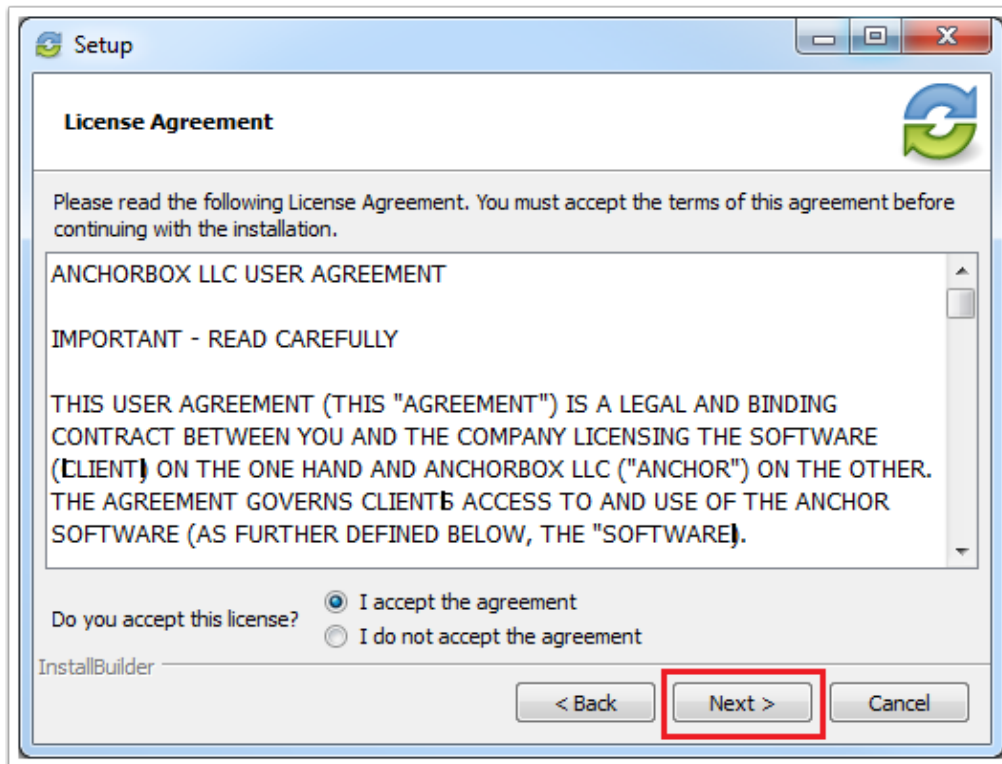 Setup
License Agreement
Please read the following License Agreement. You must accept the terms of this agreement before
continuing with the installation.
ANCHORBOX LLC USER AGREEMENT
IMPORTANT - READ CAREFULLY
THIS USER AGREEMENT (THIS "AGREEMENT") IS A LEGAL AND BINDING
CONTRACT BETWEEN YOU AND THE COMPANY LICENSING THE SOFTWARE
(CLIENT) ON THE ONE HAND AND ANCHORBOX LLC ("ANCHOR") ON THE OTHER.
THE AGREEMENT GOVERNS CLIENTS ACCESS TO AND USE OF THE ANCHOR
SOFTWARE (AS FURTHER DEFINED BELOW, THE "SOFTWARE).
Do you accept this license?
I accept the agreement
I do not accept the agreement
InstallBuilder
< Back Next > Cancel